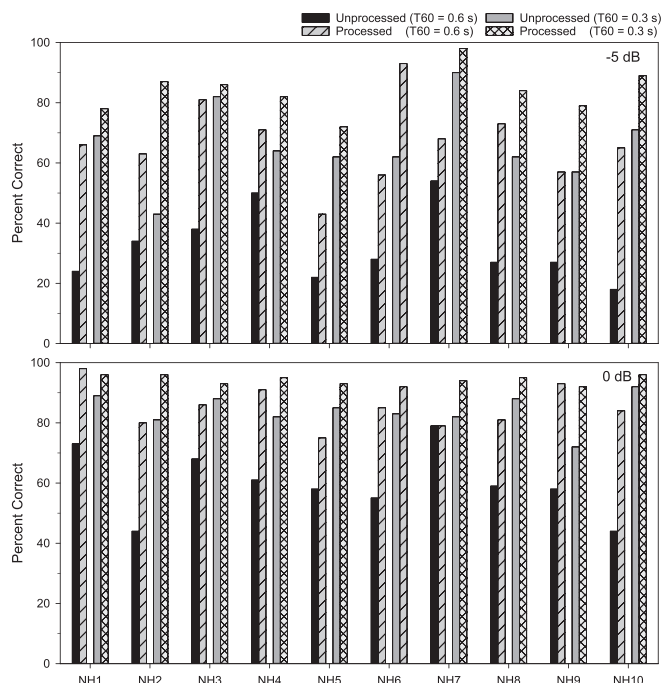 Unprocessed (T60 = 0.6 s) Unprocessed (T60 = 0.3 s)
Processed (T60 = 0.6 s) Processed (T60 = 0.3 s)
-5 dB
100
80
60
40
20
0
Percent Correct
0 dB
100
80
60
40
20
0
Percent Correct
NH1 NH2 NH3 NH4 NH5 NH6 NH7 NH8 NH9 NH10